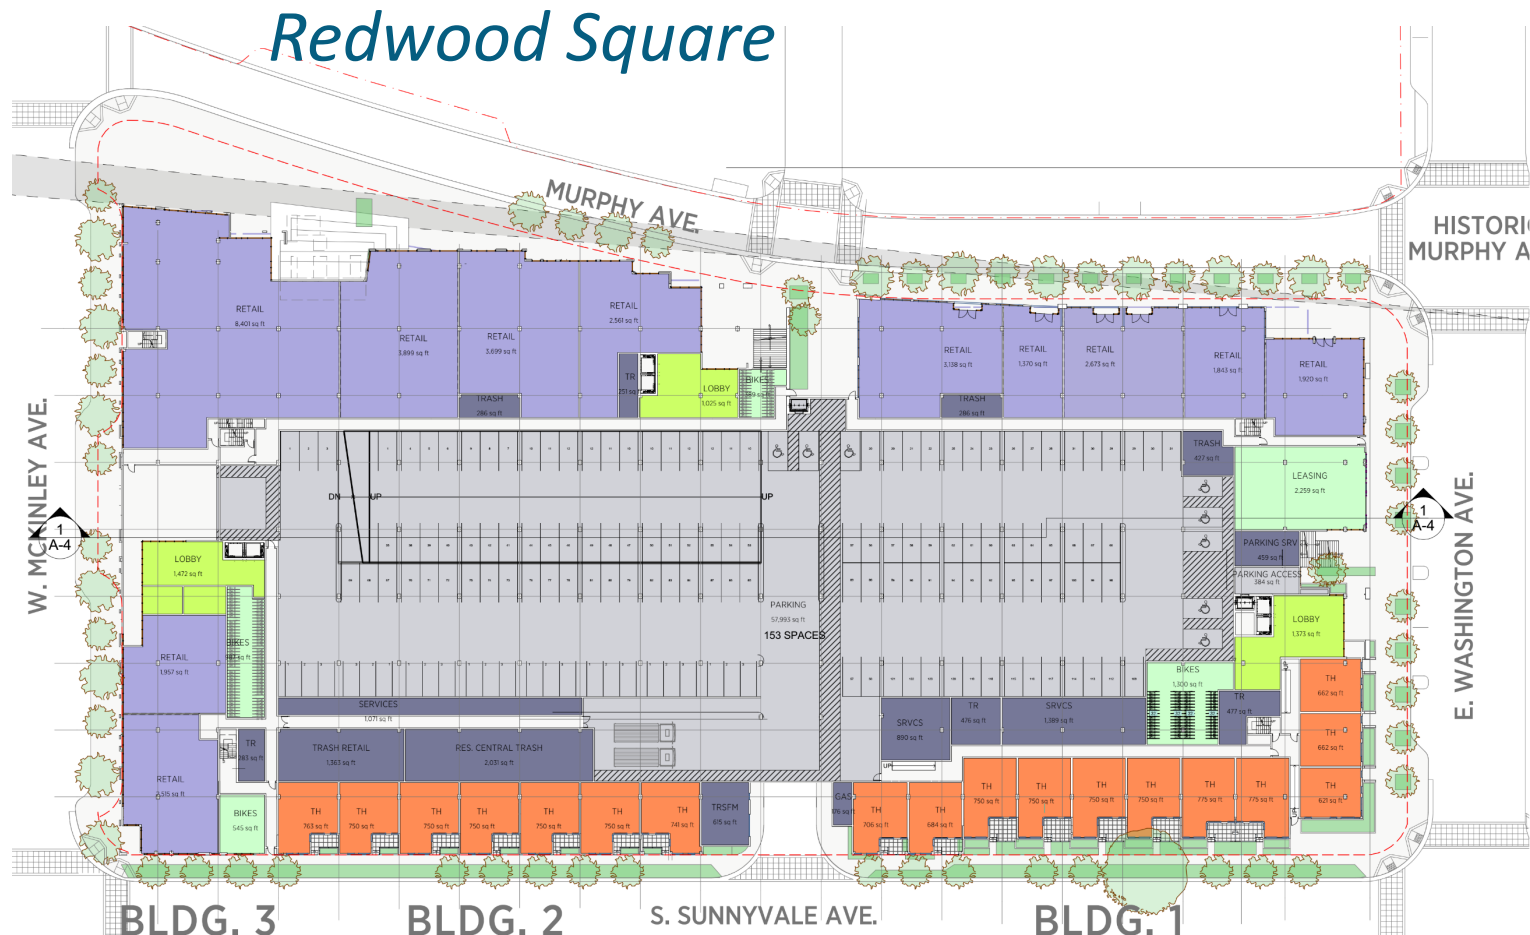 Redwood Square
MURPHY AVE.
HISTORIC
MURPHY A
RETAIL
8,401 sq ft
RETAIL
3,899 sq ft
RETAIL
3,699 sq ft
RETAIL
2,561 sq ft
TR
251 sq ft
LOBBY
1,025 sq ft
BIKES
TRASH
286 sq ft
RETAIL
3,138 sq ft
RETAIL
1,370 sq ft
RETAIL
2,673 sq ft
RETAIL
1,843 sq ft
RETAIL
1,920 sq ft
TRASH
286 sq ft
TRASH
427 sq ft
LEASING
2,259 sq ft
DN
UP
UP
W. MCKINLEY AVE.
1
A-4
1
A-4
E. WASHINGTON AVE.
PARKING SRV
459 sq ft
PARKING ACCESS
384 sq ft
LOBBY
1,472 sq ft
BIKES
PARKING
57,993 sq ft
153 SPACES
LOBBY
1,373 sq ft
RETAIL
1,957 sq ft
BIKES
1,300 sq ft
TH
662 sq ft
SERVICES
1,071 sq ft
SRVCS
890 sq ft
TR
476 sq ft
SRVCS
1,389 sq ft
TR
477 sq ft
TH
662 sq ft
TR
283 sq ft
TRASH RETAIL
1,363 sq ft
RES. CENTRAL TRASH
2,031 sq ft
UP
RETAIL
2,515 sq ft
BIKES
545 sq ft
TH
763 sq ft
TH
750 sq ft
TH
750 sq ft
TH
750 sq ft
TH
750 sq ft
TH
750 sq ft
TH
741 sq ft
TRSFM
615 sq ft
GAS
TH
706 sq ft
TH
684 sq ft
TH
750 sq ft
TH
750 sq ft
TH
750 sq ft
TH
750 sq ft
TH
775 sq ft
TH
775 sq ft
UP
TH
621 sq ft
BLDG. 3
BLDG. 2
S. SUNNYVALE AVE.
BLDG. 1